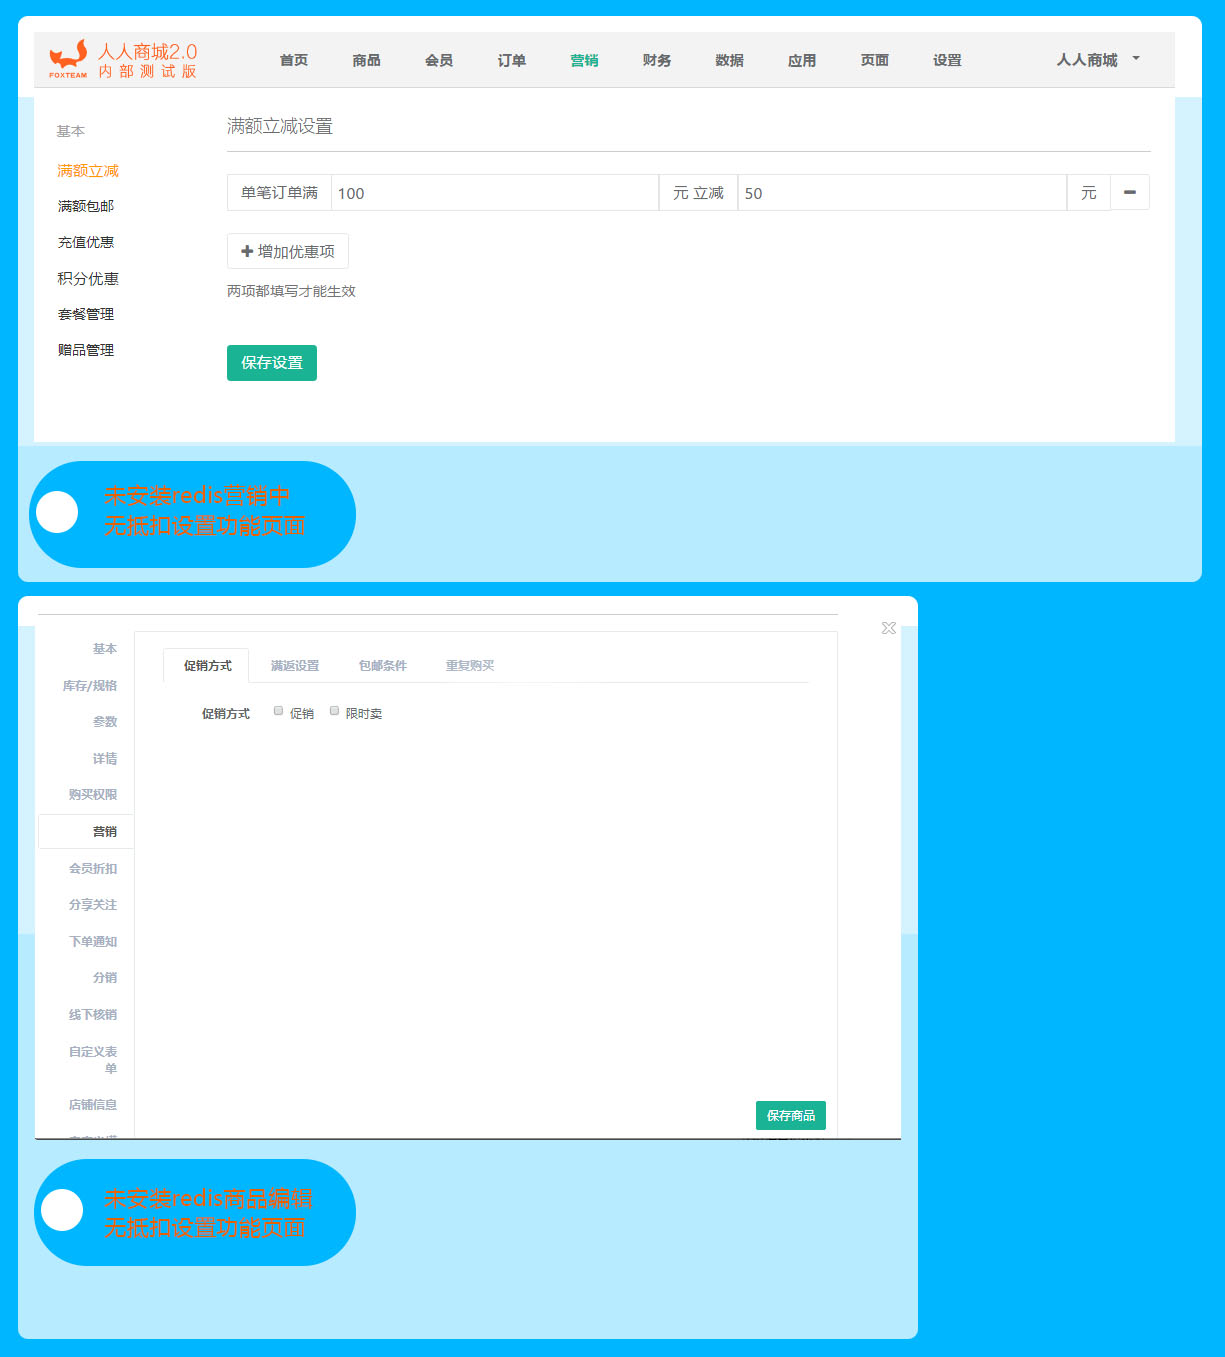 FOXTEAM
人人商城2.0
内部测试版
首页 商品 会员 订单 营销 财务 数据 应用 页面 设置 人人商城
基本
满额立减
满额包邮
充值优惠
积分优惠
套餐管理
赠品管理
满额立减设置
单笔订单满 100 元 立减 50 元
增加优惠项
两项都填写才能生效
保存设置
未安装redis营销中
无抵扣设置功能页面
基本
库存/规格
参数
详情
购买权限
营销
会员折扣
分享关注
下单通知
分销
线下核销
自定义表
单
店铺信息
促销方式 满返设置 包邮条件 重复购买
促销方式 促销 限时卖
保存商品
未安装redis商品编辑
无抵扣设置功能页面